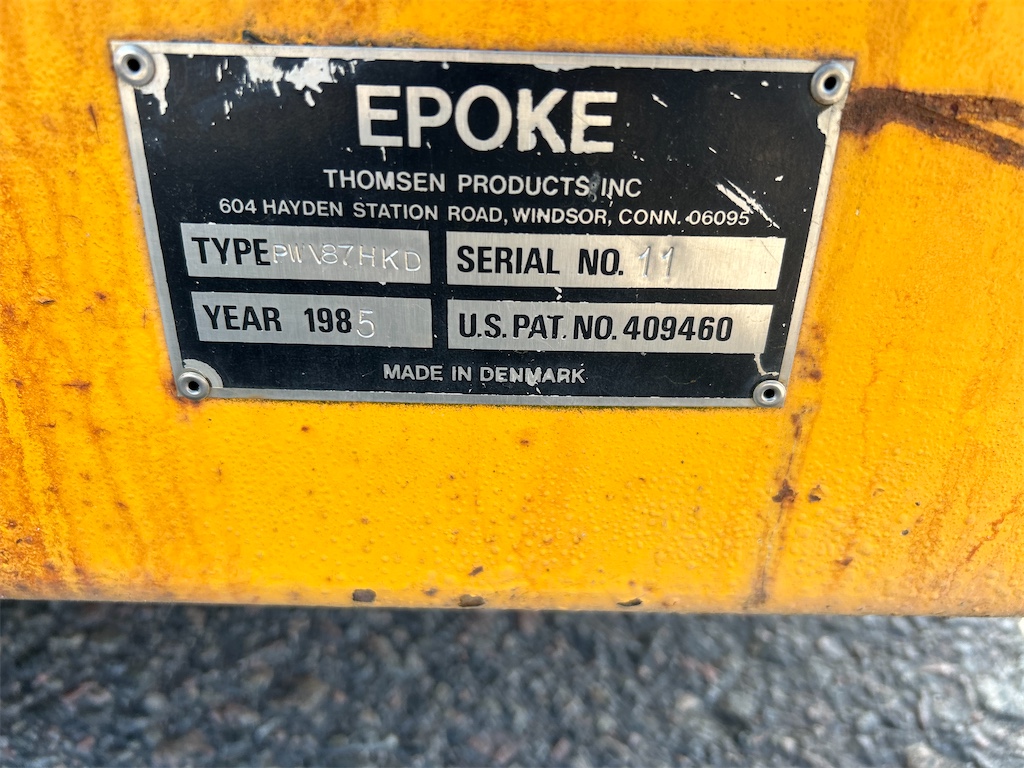 EPOKE
THOMSEN PRODUCTS INC
604 HAYDEN STATION ROAD, WINDSOR, CONN. 06095
TYPE SERIAL NO. 11
YEAR 1985 U.S. PAT. NO. 409460
MADE IN DENMARK